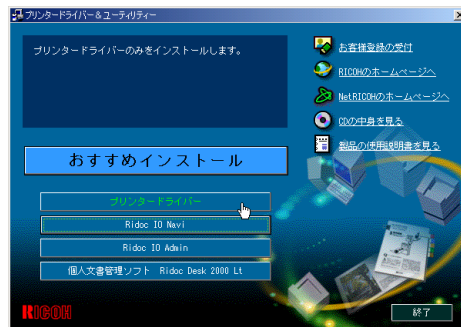 プリンタードライバー＆ユーティリティー
プリンタードライバーのみをインストールします。
お客様登録の受付
RICOHのホームページへ
NetRICOHのホームページへ
CDの中身を見る
製品の使用説明書を見る
おすすめインストール
プリンタードライバー
Ridoc IO Navi
Ridoc IO Admin
個人文書管理ソフト Ridoc Desk 2000 Lt
RICOH
終了